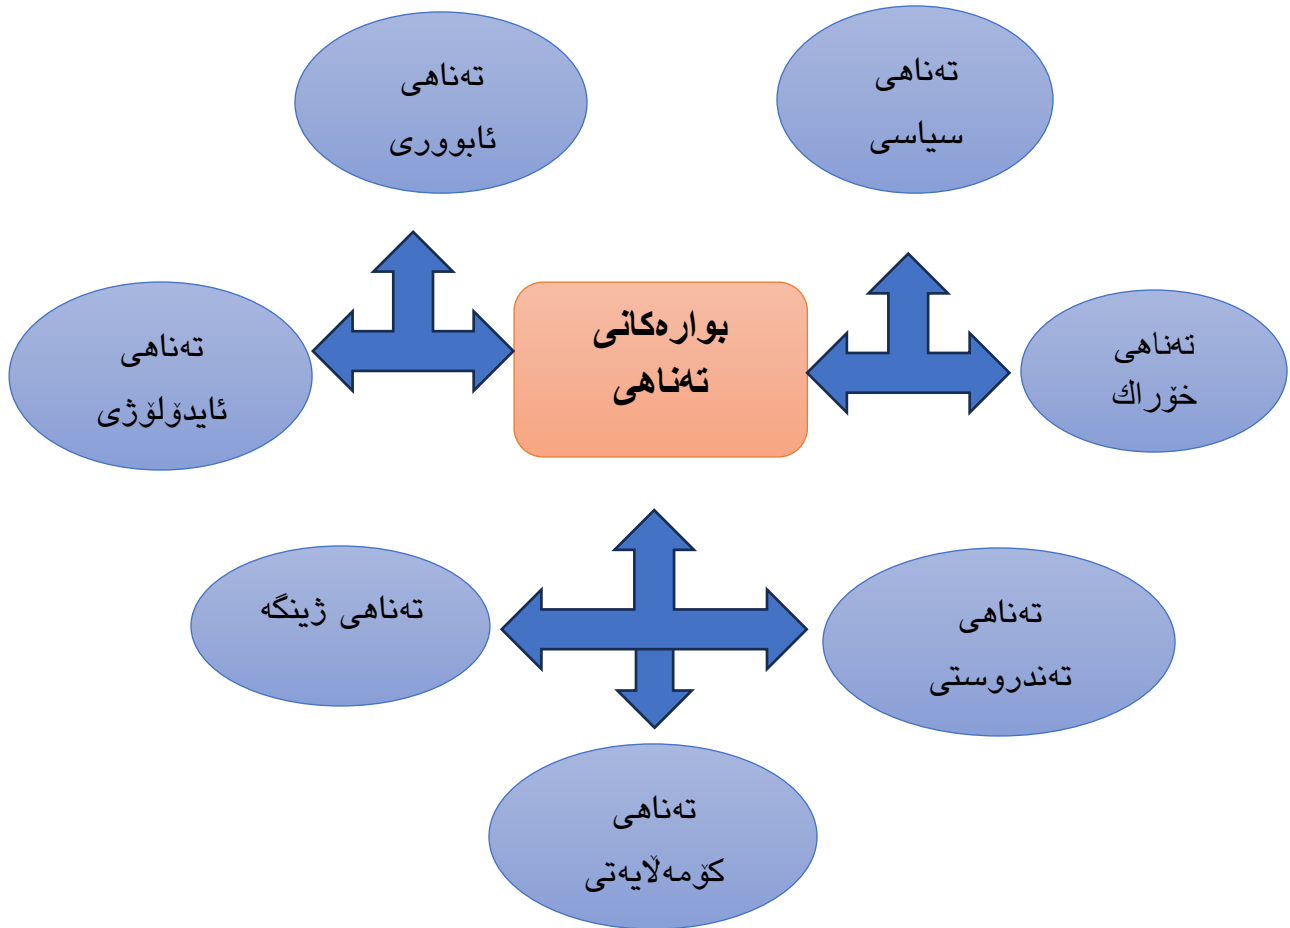 تەناهی
سیاسی
تەناهی
ئابووری
بوارەکانی
تەناهی
تەناهی
خۆراك
تەناهی
ئایدۆلۆژی
تەناهی
تەندروستی
تەناهی ژینگە
تەناهی
کۆمەڵایەتی